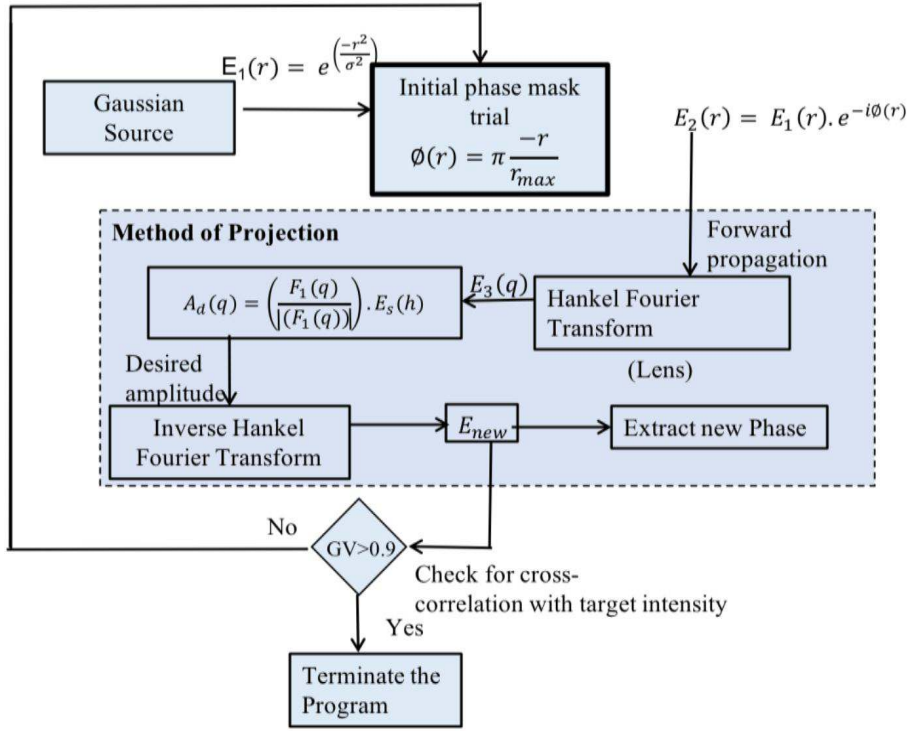 E₁(r) = e^(−r²/σ²)
Gaussian
Source
Initial phase mask
trial
Ø(r) = π −r/r_max
E₂(r) = E₁(r). e^−iØ(r)
Method of Projection
Forward
propagation
A_d(q) = (F₁(q)/|(F₁(q))|). E_s(h)
E₃(q)
Hankel Fourier
Transform
(Lens)
Desired
amplitude
Inverse Hankel
Fourier Transform
E_new
Extract new Phase
No
GV>0.9
Check for cross-
correlation with target intensity
Yes
Terminate the
Program